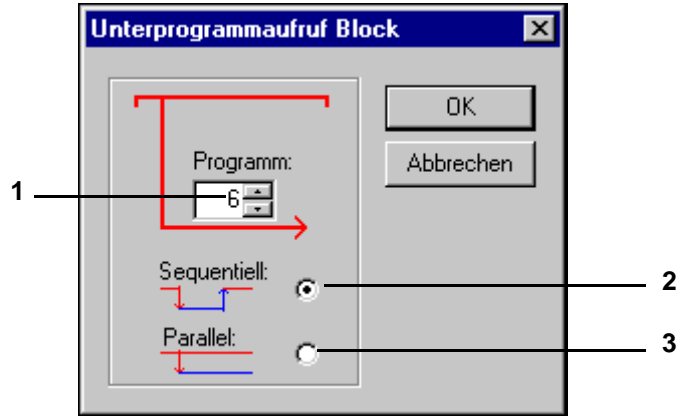 Unterprogrammaufruf Block
OK
Programm:
Abbrechen
1
6
Sequentiell:
2
Parallel:
3